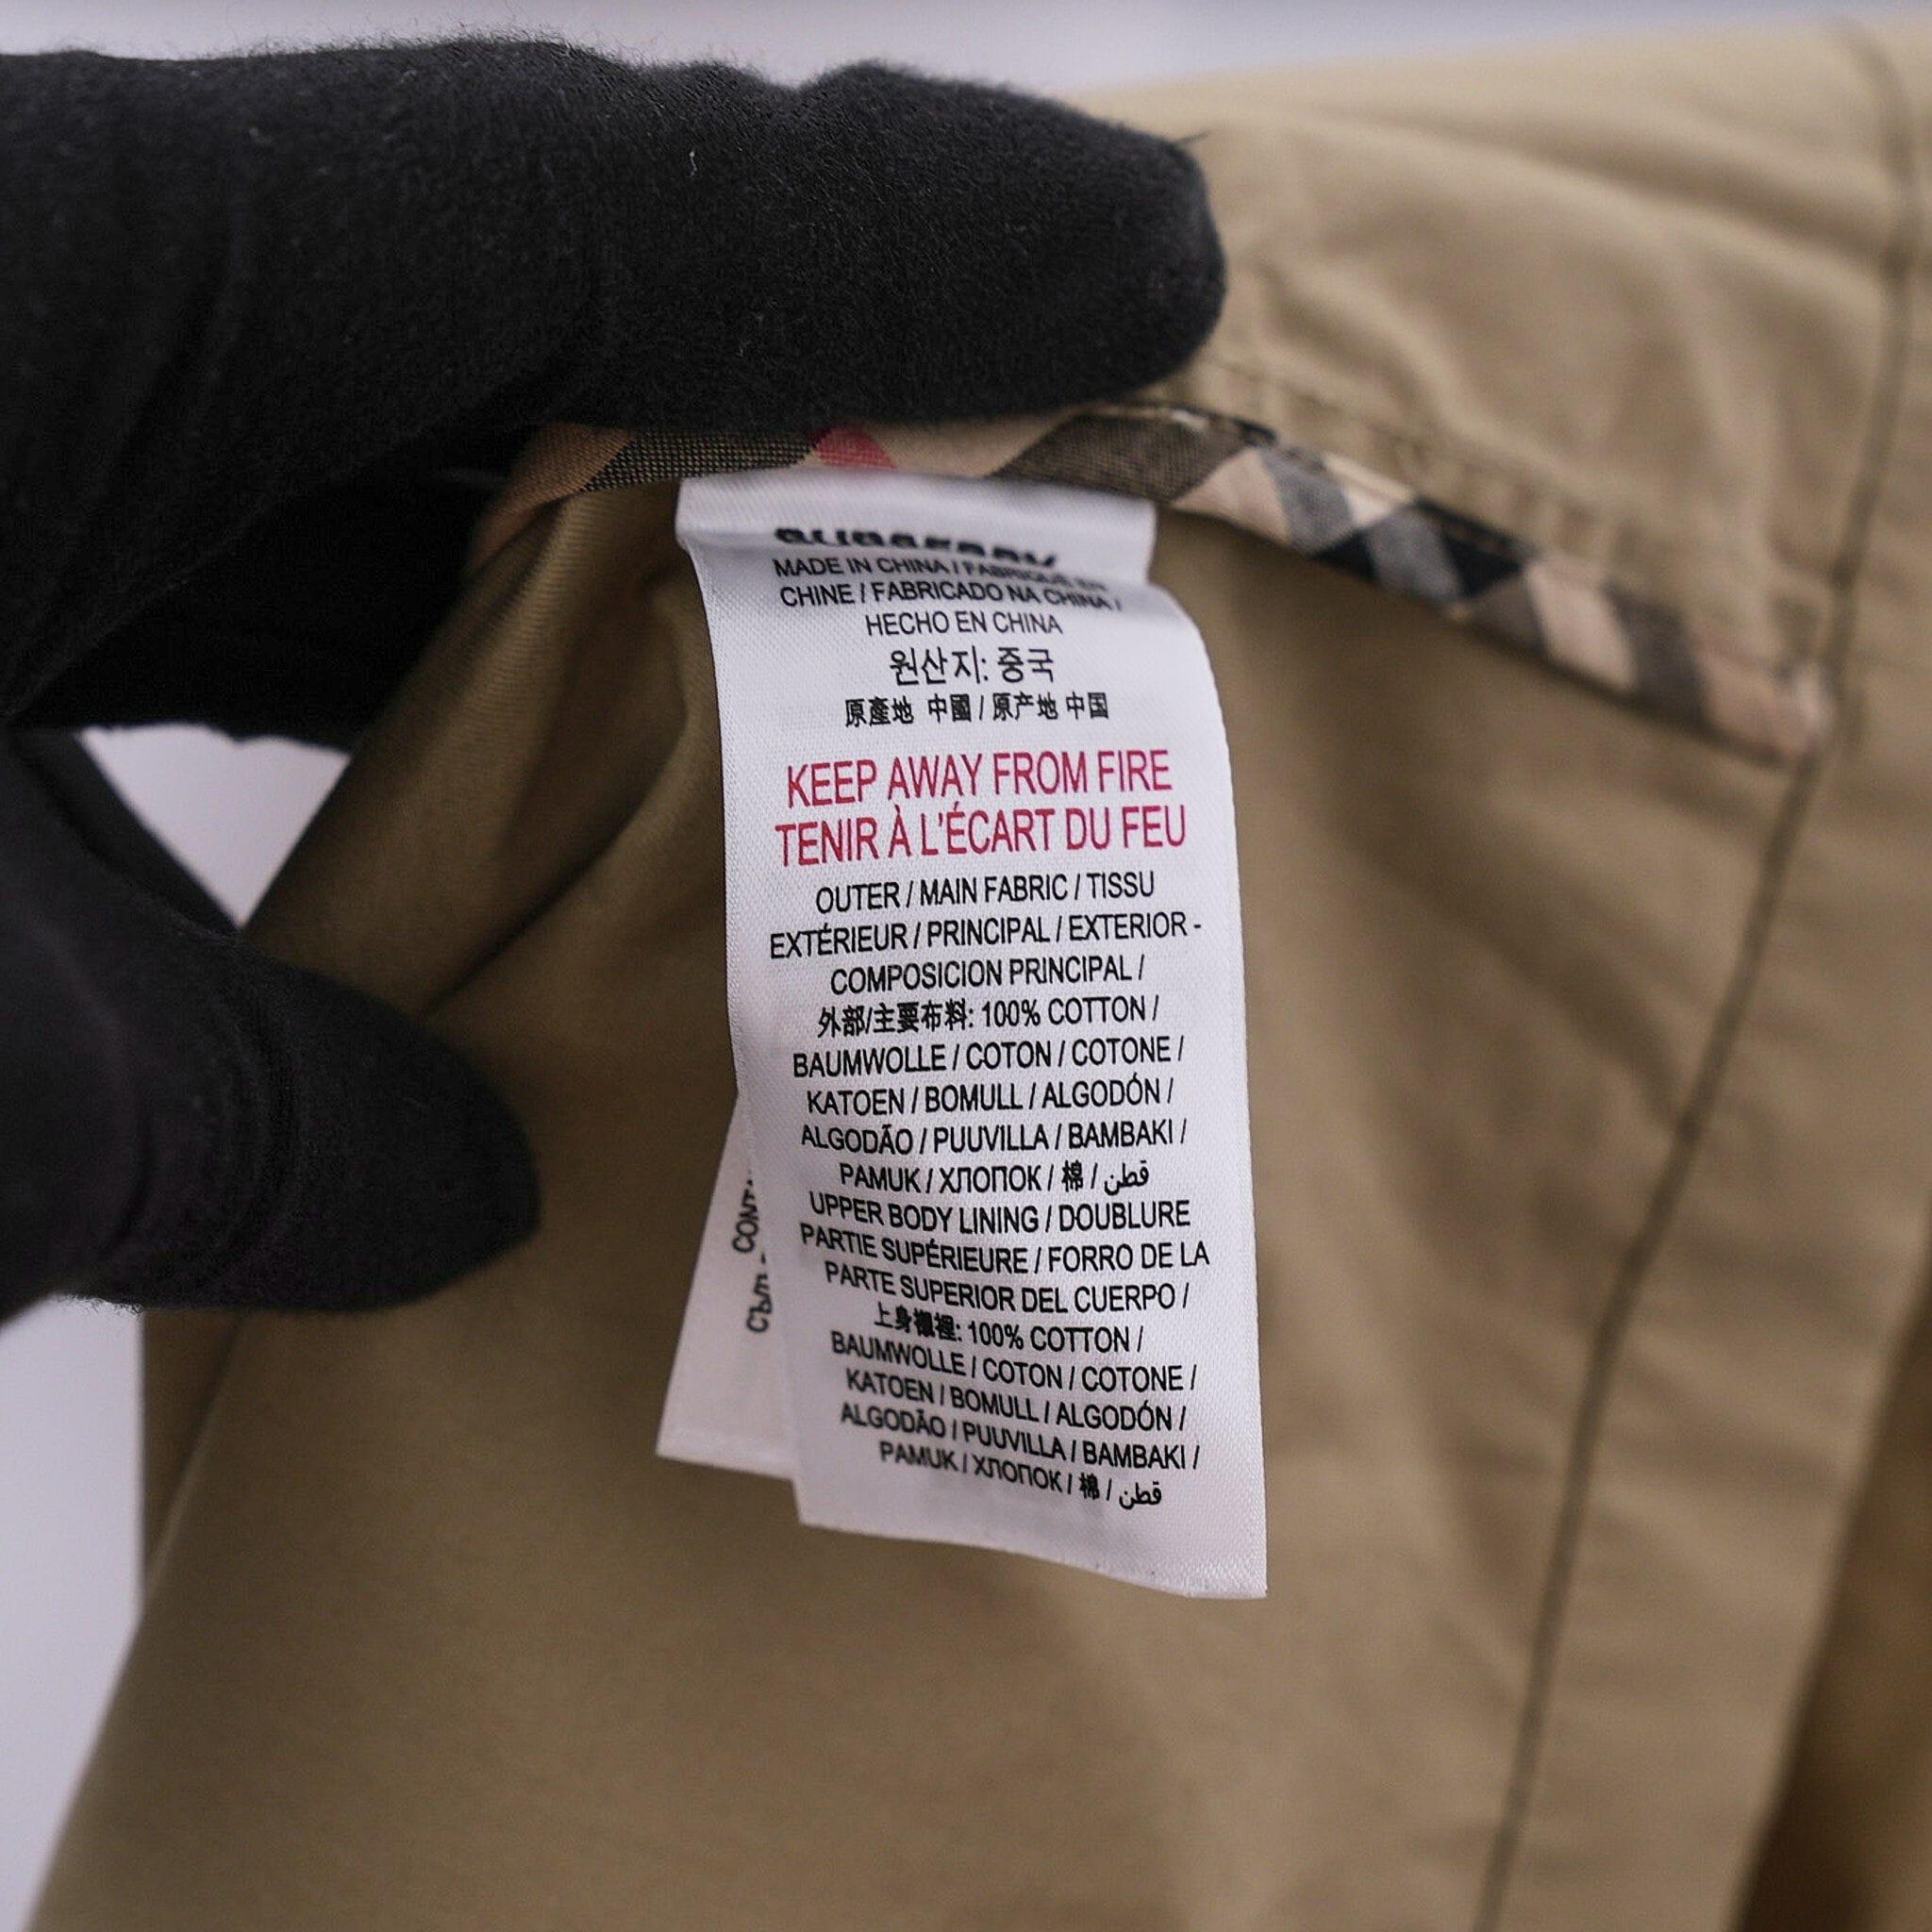 BURBERRY
MADE IN CHINA / FABRIQUÉ EN
CHINE / FABRICADO NA CHINA /
HECHO EN CHINA
원산지: 중국
原產地 中國 / 原产地 中国
KEEP AWAY FROM FIRE
TENIR À L'ÉCART DU FEU
OUTER / MAIN FABRIC / TISSU
EXTÉRIEUR / PRINCIPAL / EXTERIOR -
COMPOSICION PRINCIPAL /
外部/主要布料: 100% COTTON /
BAUMWOLLE / COTON / COTONE /
KATOEN / BOMULL / ALGODÓN /
ALGODÃO / PUUVILLA / BAMBAKI /
PAMUK / ХЛОПОК / 棉 / قطن
UPPER BODY LINING / DOUBLURE
PARTIE SUPÉRIEURE / FORRO DE LA
PARTE SUPERIOR DEL CUERPO /
上身襯裡: 100% COTTON /
BAUMWOLLE / COTON / COTONE /
KATOEN / BOMULL / ALGODÓN /
ALGODÃO / PUUVILLA / BAMBAKI /
PAMUK / ХЛОПОК / 棉 / قطن